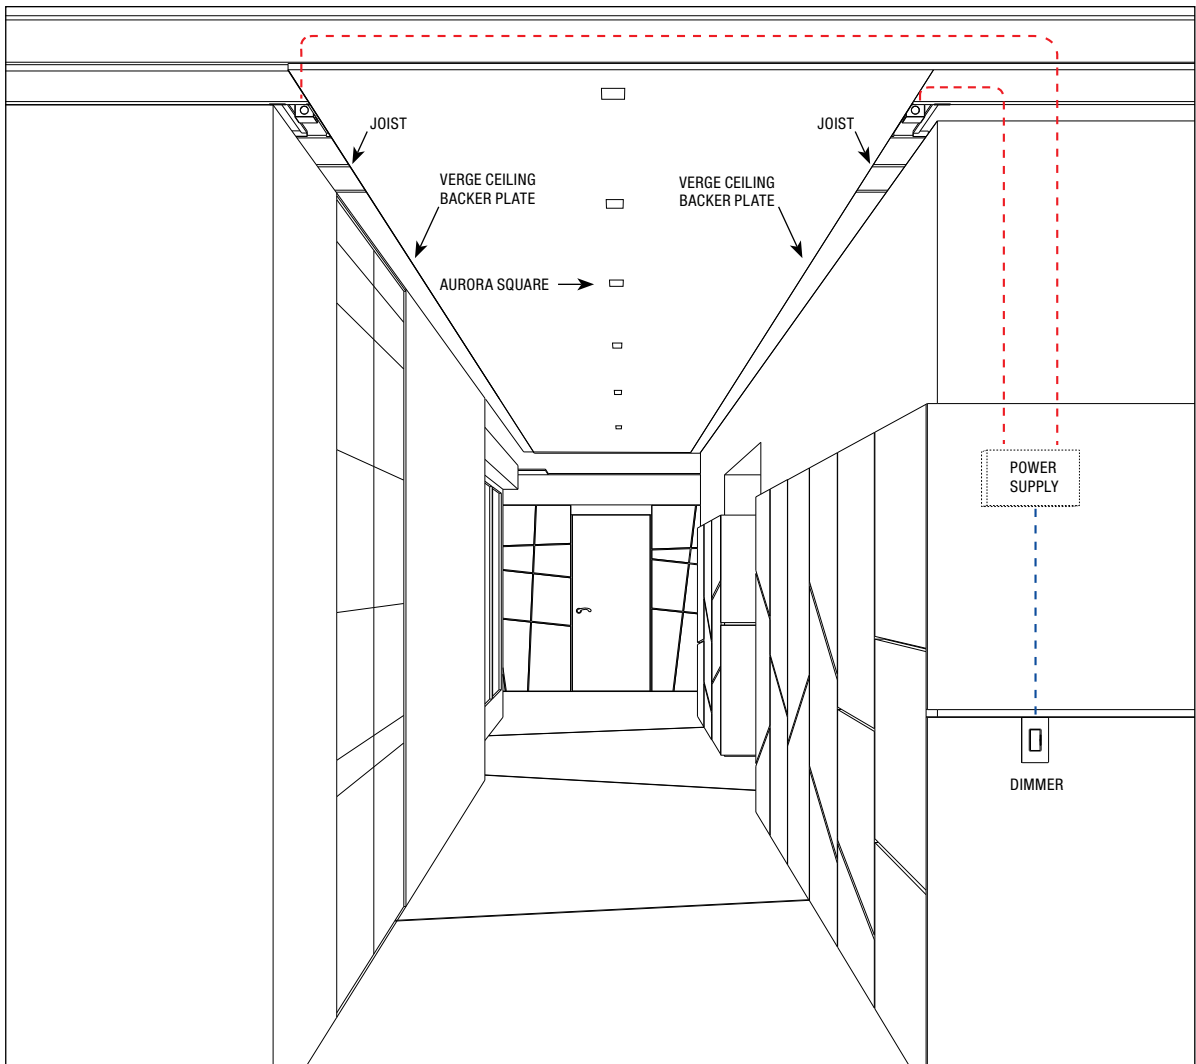 JOIST
JOIST
VERGE CEILING
BACKER PLATE
VERGE CEILING
BACKER PLATE
AURORA SQUARE
POWER
SUPPLY
DIMMER